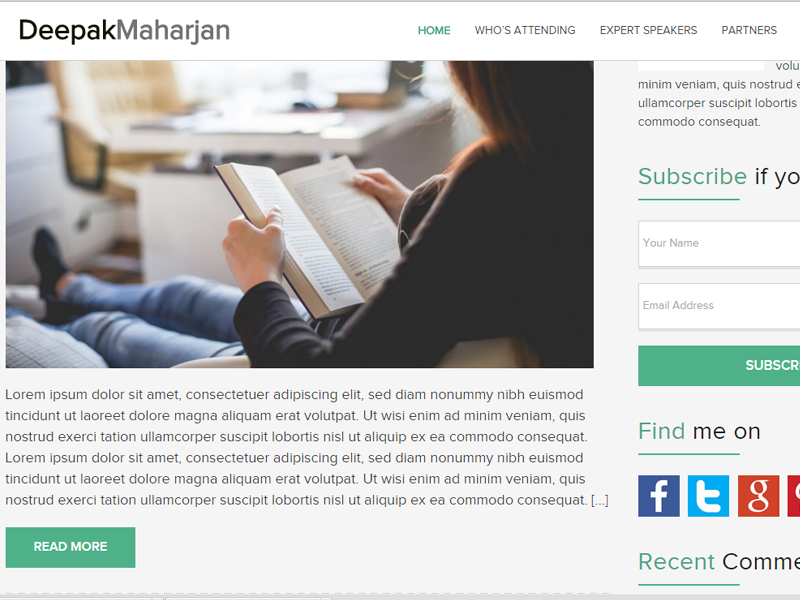 DeepakMaharjan
HOME WHO'S ATTENDING EXPERT SPEAKERS PARTNERS
minim veniam, quis nostrud
ullamcorper suscipit lobortis
commodo consequat.
Subscribe if
Your Name
Email Address
Lorem ipsum dolor sit amet, consectetuer adipiscing elit, sed diam nonummy nibh euismod
tincidunt ut laoreet dolore magna aliquam erat volutpat. Ut wisi enim ad minim veniam, quis
nostrud exerci tation ullamcorper suscipit lobortis nisl ut aliquip ex ea commodo consequat.
Lorem ipsum dolor sit amet, consectetuer adipiscing elit, sed diam nonummy nibh euismod
tincidunt ut laoreet dolore magna aliquam erat volutpat. Ut wisi enim ad minim veniam, quis
nostrud exerci tation ullamcorper suscipit lobortis nisl ut aliquip ex ea commodo consequat. [...]
READ MORE
Find me on
Recent